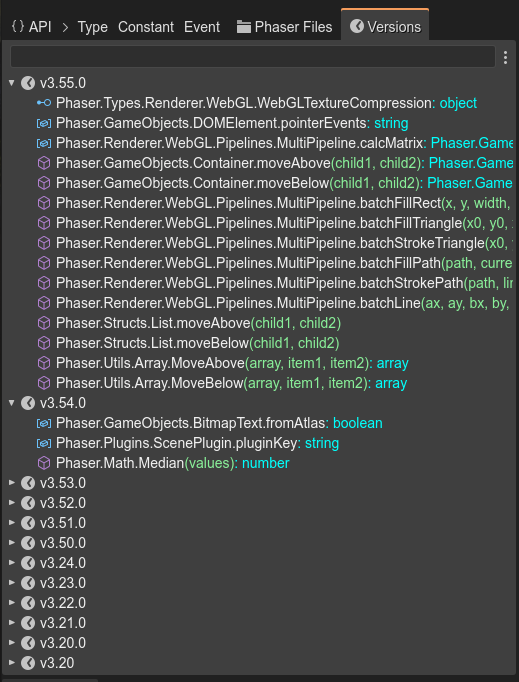 API > Type Constant Event Phaser Files Versions
v3.55.0
Phaser.Types.Renderer.WebGL.WebGLTextureCompression: object
Phaser.GameObjects.DOMElement.pointerEvents: string
Phaser.Renderer.WebGL.Pipelines.MultiPipeline.calcMatrix: Phaser.Game
Phaser.GameObjects.Container.moveAbove(child1, child2): Phaser.Game
Phaser.GameObjects.Container.moveBelow(child1, child2): Phaser.Game
Phaser.Renderer.WebGL.Pipelines.MultiPipeline.batchFillRect(x, y, width,
Phaser.Renderer.WebGL.Pipelines.MultiPipeline.batchFillTriangle(x0, y0,
Phaser.Renderer.WebGL.Pipelines.MultiPipeline.batchStrokeTriangle(x0,
Phaser.Renderer.WebGL.Pipelines.MultiPipeline.batchFillPath(path, curre
Phaser.Renderer.WebGL.Pipelines.MultiPipeline.batchStrokePath(path, lin
Phaser.Renderer.WebGL.Pipelines.MultiPipeline.batchLine(ax, ay, bx, by,
Phaser.Structs.List.moveAbove(child1, child2)
Phaser.Structs.List.moveBelow(child1, child2)
Phaser.Utils.Array.MoveAbove(array, item1, item2): array
Phaser.Utils.Array.MoveBelow(array, item1, item2): array
v3.54.0
Phaser.GameObjects.BitmapText.fromAtlas: boolean
Phaser.Plugins.ScenePlugin.pluginKey: string
Phaser.Math.Median(values): number
v3.53.0
v3.52.0
v3.51.0
v3.50.0
v3.24.0
v3.23.0
v3.22.0
v3.21.0
v3.20.0
v3.20